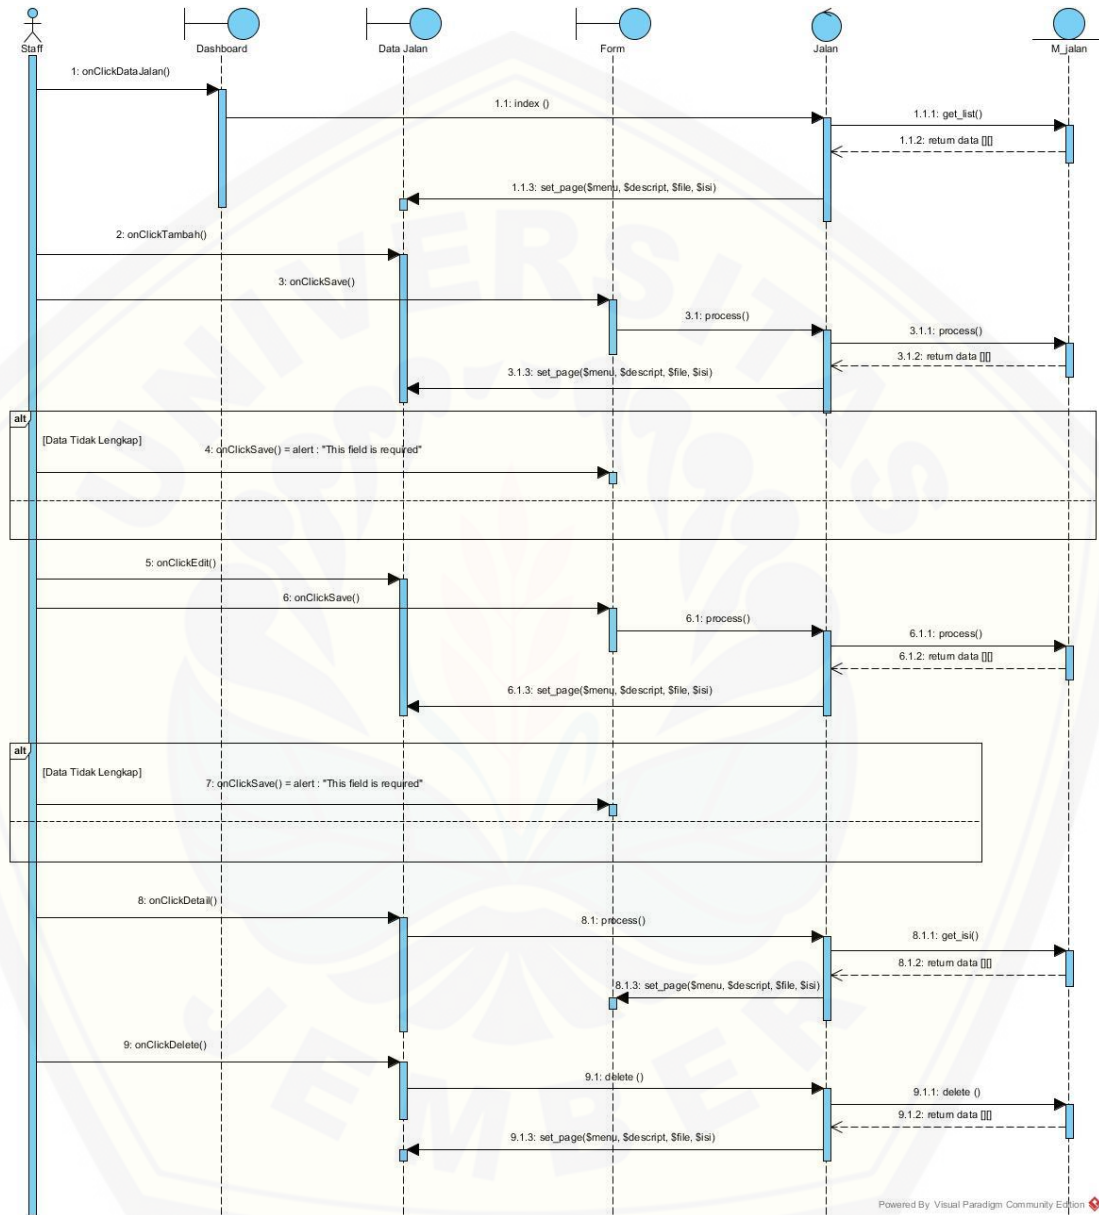 Staff
Dashboard
Data Jalan
Form
Jalan
M_jalan
1: onClickDataJalan()
1.1: index ()
1.1.1: get_list()
1.1.2: return data [][]
1.1.3: set_page($menu, $descript, $file, $isi)
2: onClickTambah()
3: onClickSave()
3.1: process()
3.1.1: process()
3.1.2: return data [][]
3.1.3: set_page($menu, $descript, $file, $isi)
alt
[Data Tidak Lengkap]
4: onClickSave() = alert : "This field is required"
5: onClickEdit()
6: onClickSave()
6.1: process()
6.1.1: process()
6.1.2: return data [][]
6.1.3: set_page($menu, $descript, $file, $isi)
alt
[Data Tidak Lengkap]
7: onClickSave() = alert : "This field is required"
8: onClickDetail()
8.1: process()
8.1.1: get_isi()
8.1.2: return data [][]
8.1.3: set_page($menu, $descript, $file, $isi)
9: onClickDelete()
9.1: delete ()
9.1.1: delete ()
9.1.2: return data [][]
9.1.3: set_page($menu, $descript, $file, $isi)
UNIVERSITAS
JEMBER
Powered By Visual Paradigm Community Edition